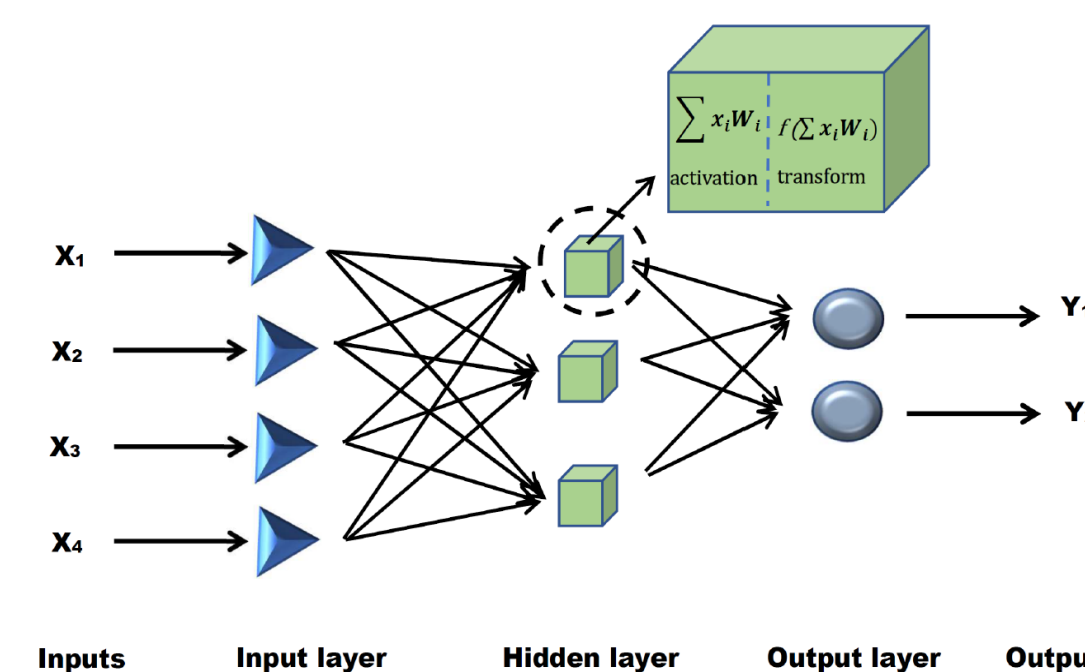 ∑ xᵢWᵢ f(∑ xᵢWᵢ)
activation transform
X₁
X₂
X₃
X₄
Y
Inputs Input layer Hidden layer Output layer